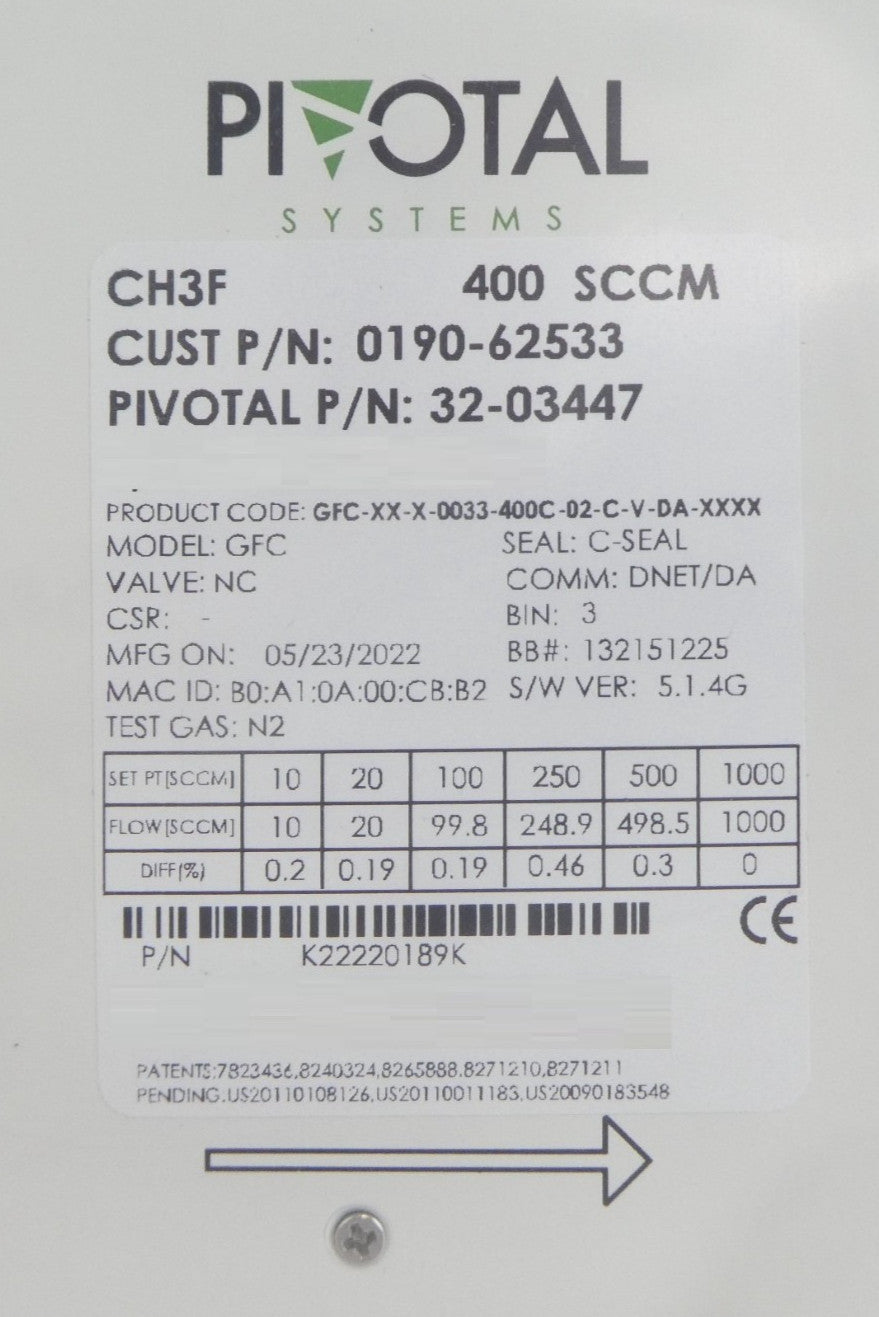 PIVOTAL
SYSTEMS
CH3F 400 SCCM
CUST P/N: 0190-62533
PIVOTAL P/N: 32-03447
PRODUCT CODE: GFC-XX-X-0033-400C-02-C-V-DA-XXXX
MODEL: GFC SEAL: C-SEAL
VALVE: NC COMM: DNET/DA
CSR: - BIN: 3
MFG ON: 05/23/2022 BB#: 132151225
MAC ID: B0:A1:0A:00:CB:B2 S/W VER: 5.1.4G
TEST GAS: N2
SET PT[SCCM] 10 20 100 250 500 1000
FLOW[SCCM] 10 20 99.8 248.9 498.5 1000
DIFF(%) 0.2 0.19 0.19 0.46 0.3 0
CE
P/N K22220189K
PATENTS:7823436,8240324,8265888,8271210,8271211
PENDING.US20110108126,US20110011183,US20090183548